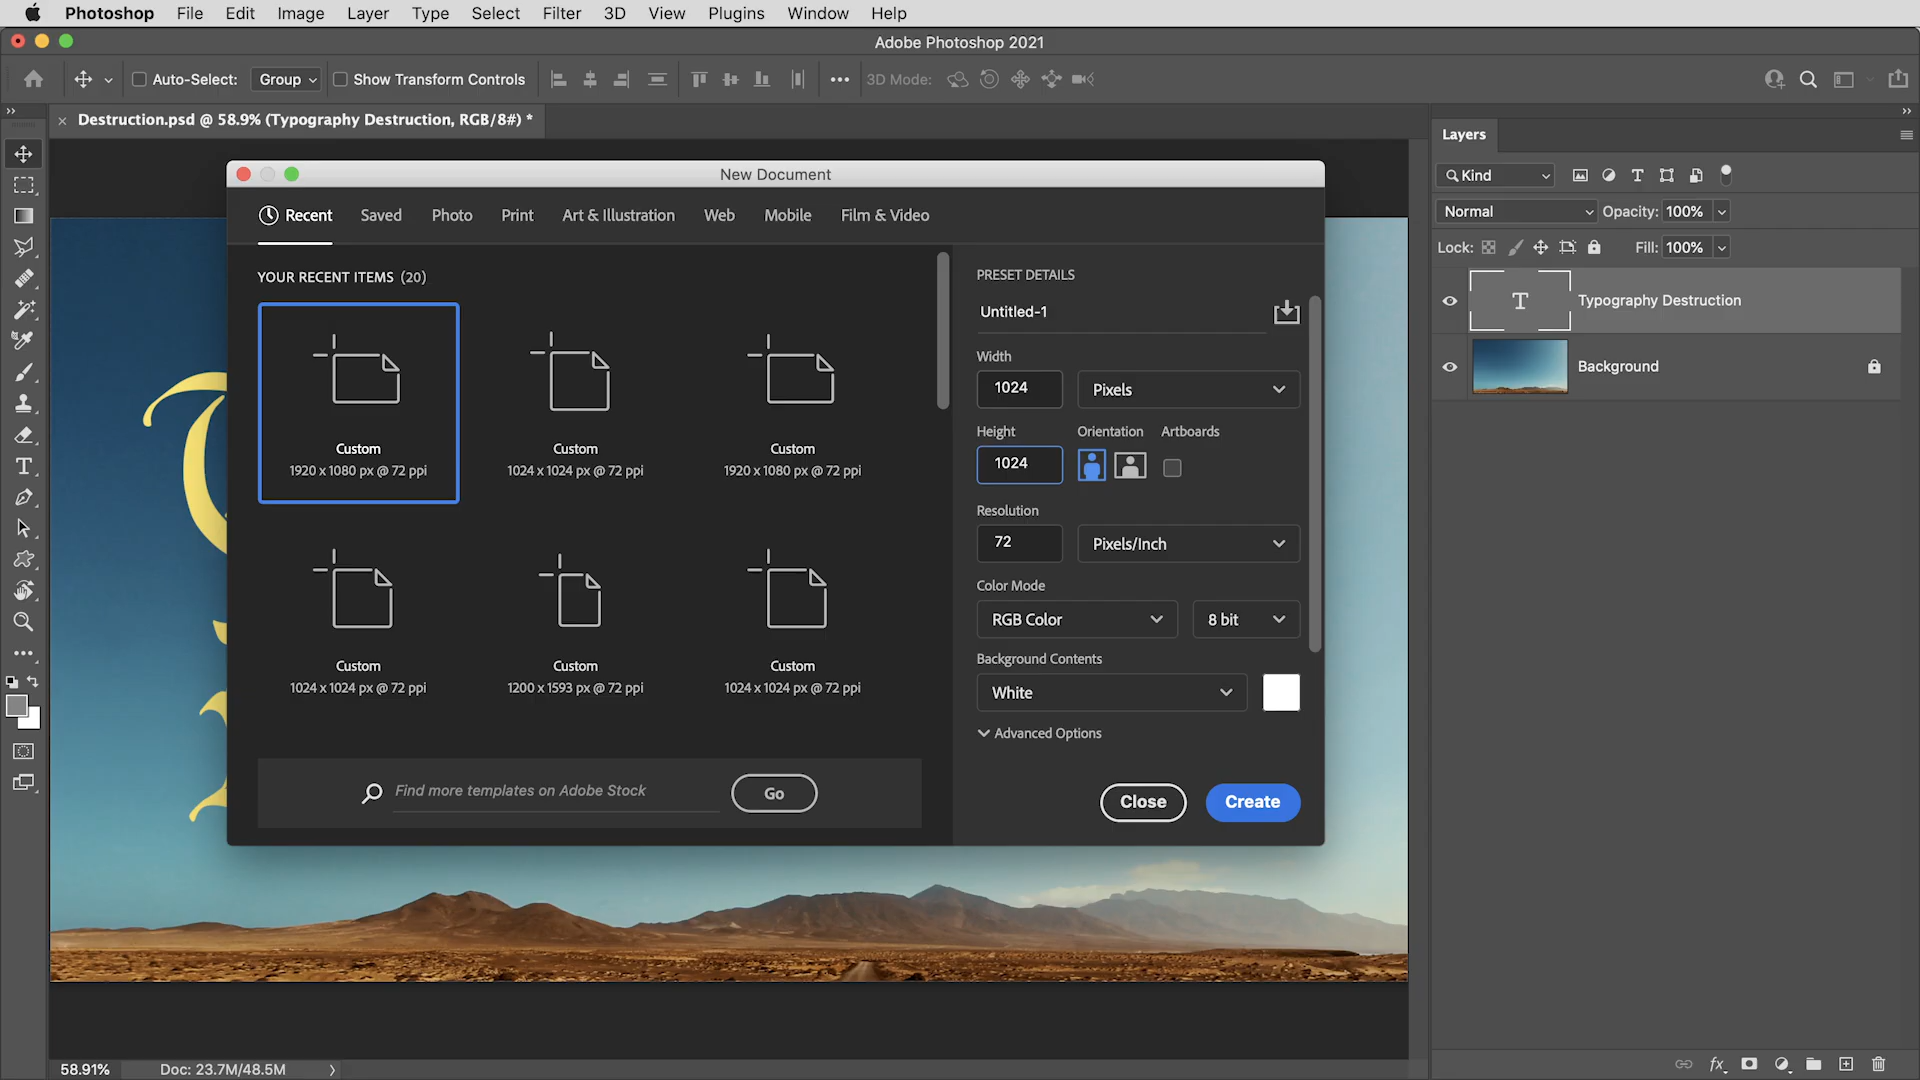 Photoshop File Edit Image Layer Type Select Filter 3D View Plugins Window Help
Adobe Photoshop 2021
Auto-Select: Group Show Transform Controls 3D Mode:
Destruction.psd @ 58.9% (Typography Destruction, RGB/8#) *
New Document
Recent Saved Photo Print Art & Illustration Web Mobile Film & Video
YOUR RECENT ITEMS (20)
Custom Custom Custom
1920 x 1080 px @ 72 ppi 1024 x 1024 px @ 72 ppi 1920 x 1080 px @ 72 ppi
Custom Custom Custom
1024 x 1024 px @ 72 ppi 1200 x 1593 px @ 72 ppi 1024 x 1024 px @ 72 ppi
Find more templates on Adobe Stock Go
PRESET DETAILS
Untitled-1
Width
1024 Pixels
Height Orientation Artboards
1024
Resolution
72 Pixels/Inch
Color Mode
RGB Color 8 bit
Background Contents
White
Advanced Options
Close Create
Layers
Kind
Normal Opacity: 100%
Lock: Fill: 100%
T Typography Destruction
Background
58.91% Doc: 23.7M/48.5M